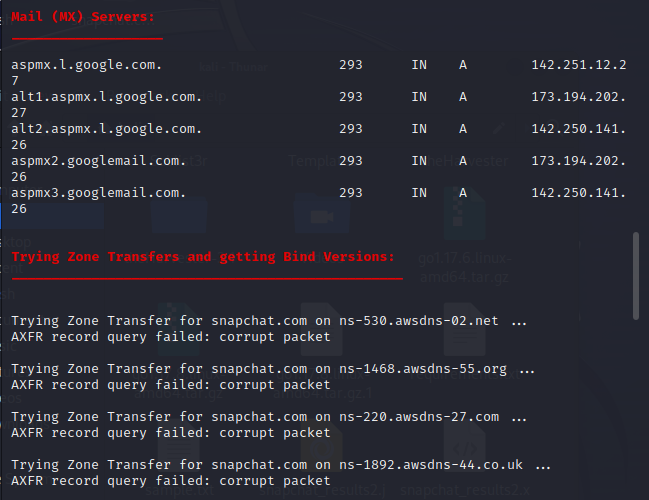 Mail (MX) Servers:
aspmx.l.google.com. 293 IN A 142.251.12.2
7
alt1.aspmx.l.google.com. 293 IN A 173.194.202.
27
alt2.aspmx.l.google.com. 293 IN A 142.250.141.
26
aspmx2.googlemail.com. 293 IN A 173.194.202.
26
aspmx3.googlemail.com. 293 IN A 142.250.141.
26
Trying Zone Transfers and getting Bind Versions:
Trying Zone Transfer for snapchat.com on ns-530.awsdns-02.net ...
AXFR record query failed: corrupt packet
Trying Zone Transfer for snapchat.com on ns-1468.awsdns-55.org ...
AXFR record query failed: corrupt packet
Trying Zone Transfer for snapchat.com on ns-220.awsdns-27.com ...
AXFR record query failed: corrupt packet
Trying Zone Transfer for snapchat.com on ns-1892.awsdns-44.co.uk ...
AXFR record query failed: corrupt packet
sample.txt